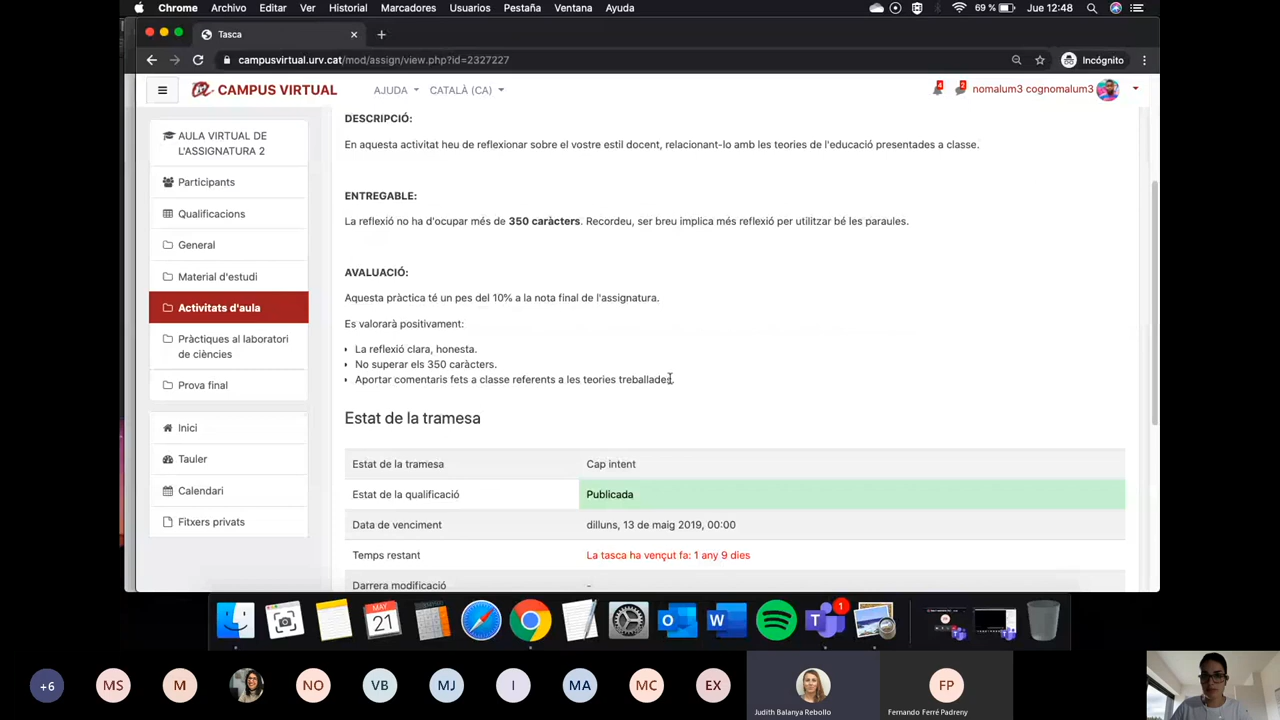 Chrome Archivo Editar Ver Historial Marcadores Usuarios Pestaña Ventana Ayuda 69 % Jue 12:48
Tasca
campusvirtual.urv.cat/mod/assign/view.php?id=2327227 Incógnito
CAMPUS VIRTUAL AJUDA CATALÀ (CA) 4 2 nomalum3 cognomalum3
AULA VIRTUAL DE
L'ASSIGNATURA 2
Participants
Qualificacions
General
Material d'estudi
Activitats d'aula
Pràctiques al laboratori
de ciències
Prova final
Inici
Tauler
Calendari
Fitxers privats
DESCRIPCIÓ:
En aquesta activitat heu de reflexionar sobre el vostre estil docent, relacionant-lo amb les teories de l'educació presentades a classe.
ENTREGABLE:
La reflexió no ha d'ocupar més de 350 caràcters. Recordeu, ser breu implica més reflexió per utilitzar bé les paraules.
AVALUACIÓ:
Aquesta pràctica té un pes del 10% a la nota final de l'assignatura.
Es valorarà positivament:
La reflexió clara, honesta.
No superar els 350 caràcters.
Aportar comentaris fets a classe referents a les teories treballades.
Estat de la tramesa
Estat de la tramesa Cap intent
Estat de la qualificació Publicada
Data de venciment dilluns, 13 de maig 2019, 00:00
Temps restant La tasca ha vençut fa: 1 any 9 dies
Darrera modificació -
MAY
21
O W T 1
+6 MS M NO VB MJ I MA MC EX FP
Judith Balanya Rebollo Fernando Ferré Padreny